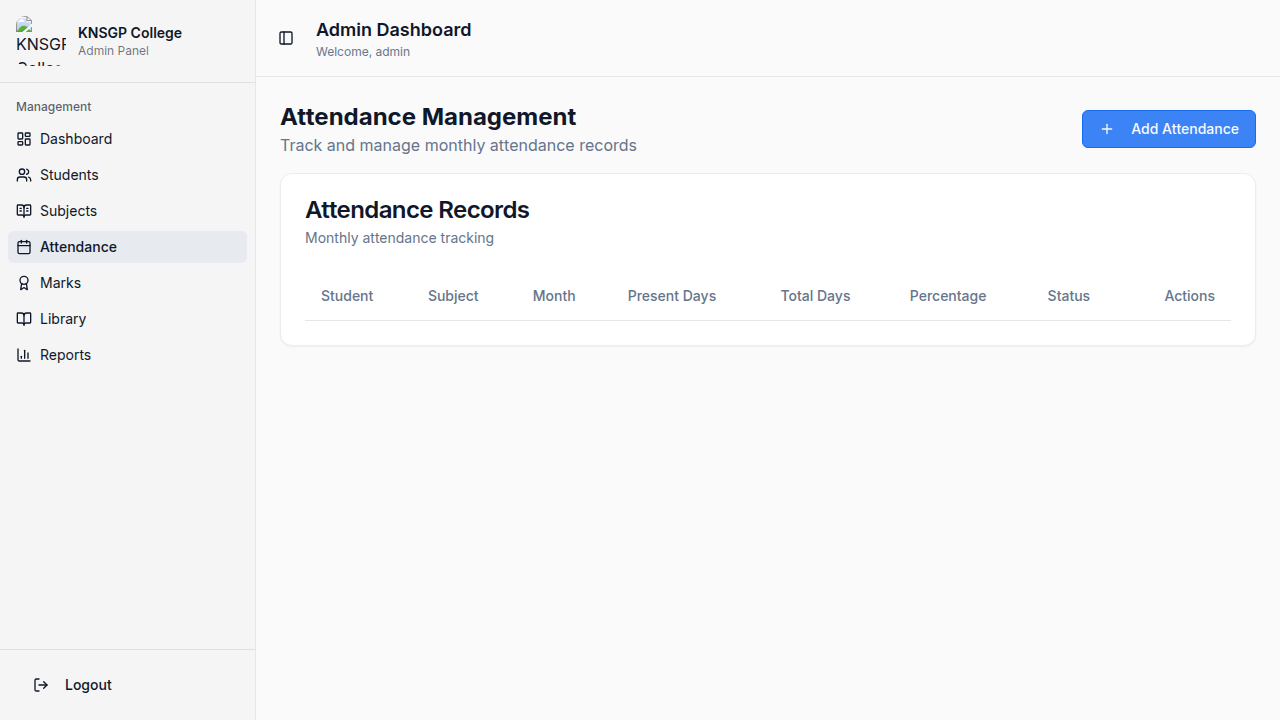 KNSGP
KNSGP College
Admin Panel
Management
Dashboard
Students
Subjects
Attendance
Marks
Library
Reports
Logout
Admin Dashboard
Welcome, admin
Attendance Management
Track and manage monthly attendance records
Add Attendance
Attendance Records
Monthly attendance tracking
Student Subject Month Present Days Total Days Percentage Status Actions